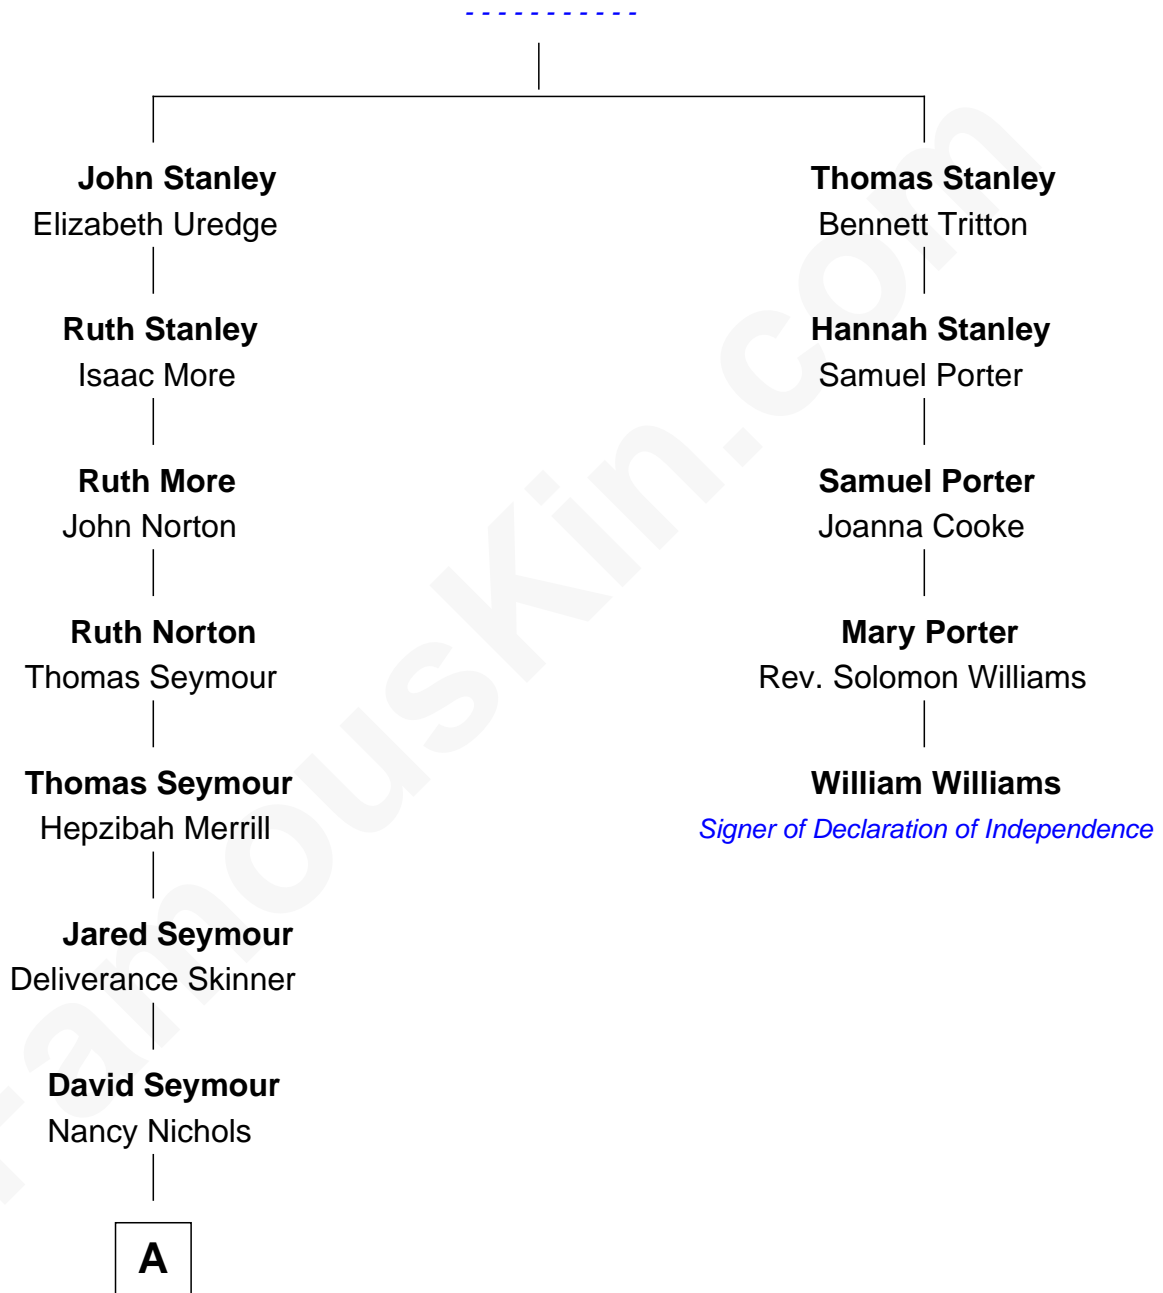 - - - - - - - - - - -
John Stanley
Elizabeth Uredge
Thomas Stanley
Bennett Tritton
Ruth Stanley
Isaac More
Hannah Stanley
Samuel Porter
Ruth More
John Norton
Samuel Porter
Joanna Cooke
Ruth Norton
Thomas Seymour
Mary Porter
Rev. Solomon Williams
Thomas Seymour
Hepzibah Merrill
William Williams
Signer of Declaration of Independence
Jared Seymour
Deliverance Skinner
David Seymour
Nancy Nichols
A
FamousKin.com